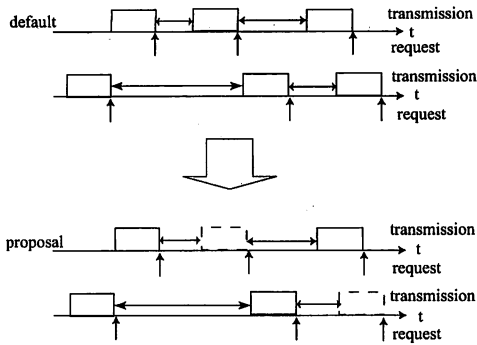 transmission
default
t
request
transmission
t
request
transmission
proposal
t
request
transmission
t
request